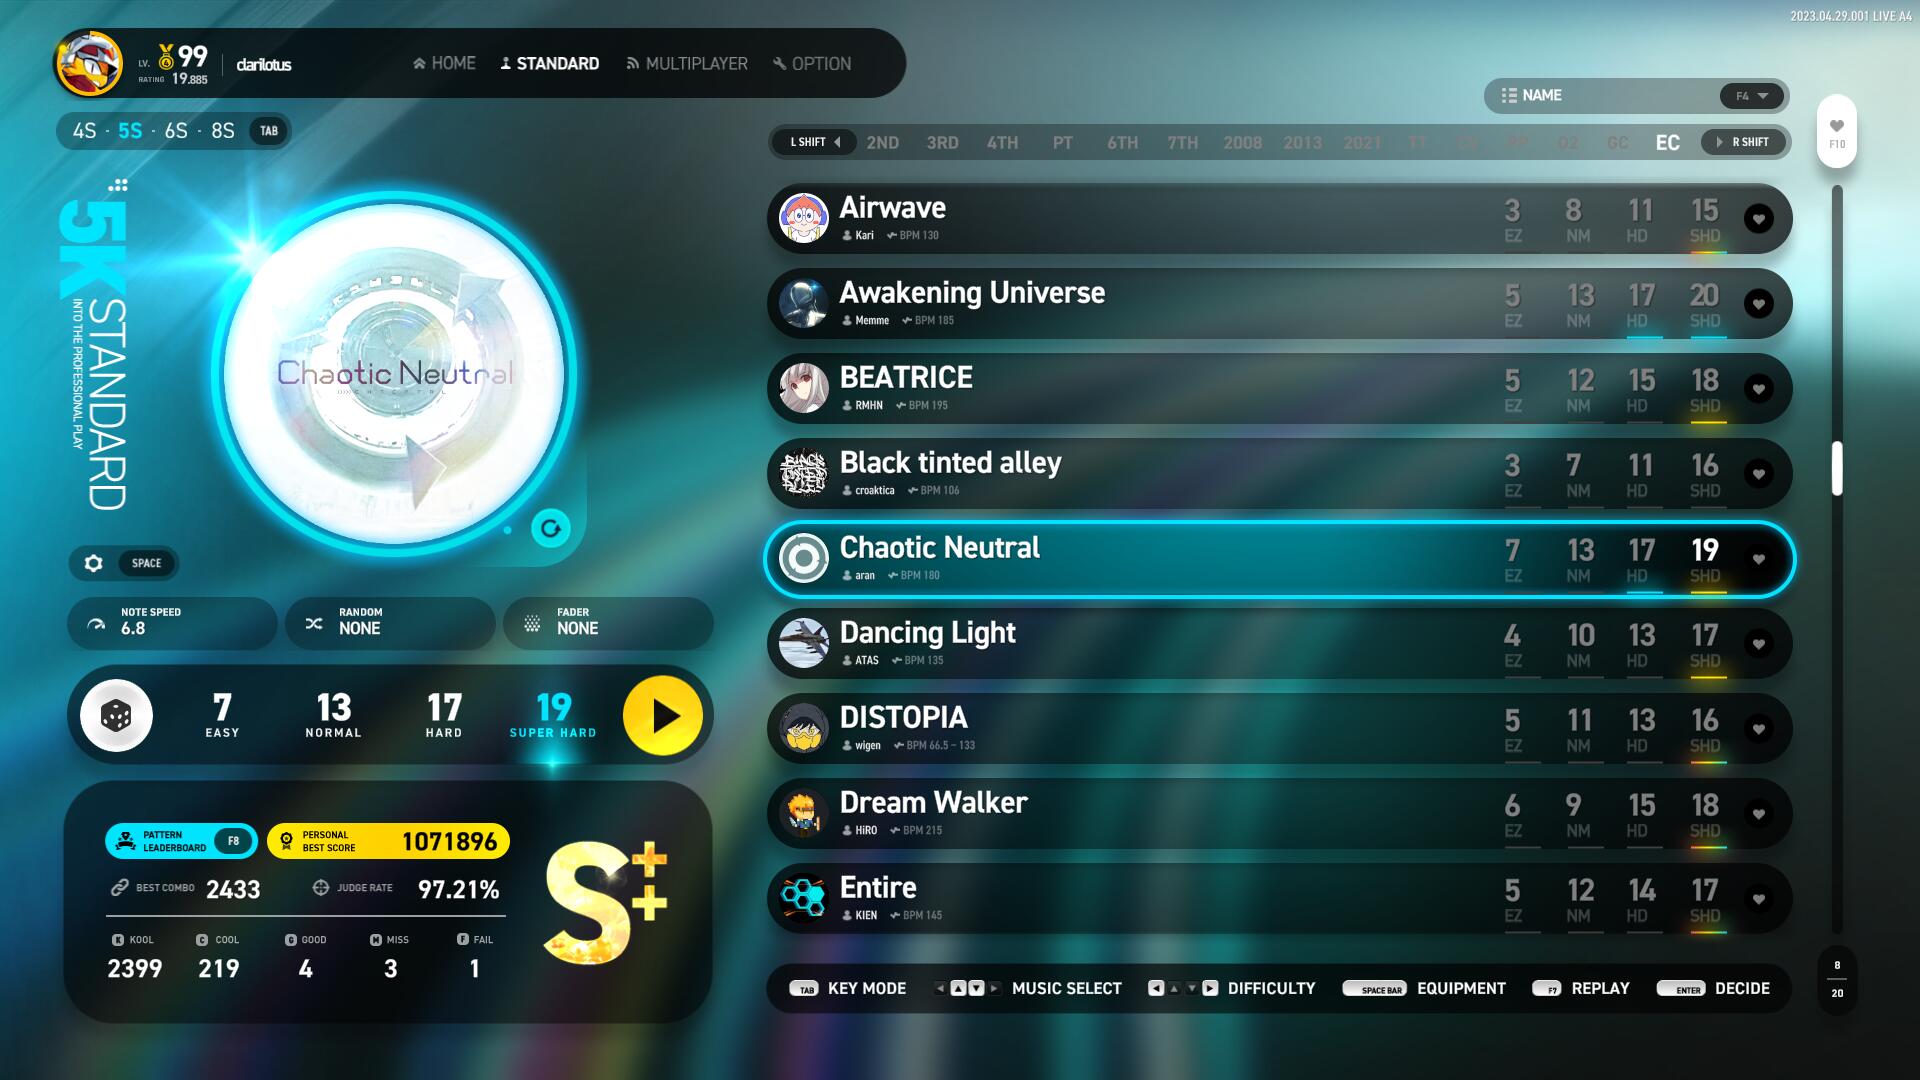 2023.04.29.001 LIVE A4
LV. 99
RATING 19.885
darilotus
HOME STANDARD MULTIPLAYER OPTION
NAME F4
F10
4S · 5S · 6S · 8S TAB
L SHIFT 2ND 3RD 4TH PT 6TH 7TH 2008 2013 2021 TT CV RP O2 GC EC R SHIFT
5K STANDARD
INTO THE PROFESSIONAL PLAY
Chaotic Neutral
SPACE
NOTE SPEED
6.8
RANDOM
NONE
FADER
NONE
7 13 17 19
EASY NORMAL HARD SUPER HARD
PATTERN
LEADERBOARD F8
PERSONAL
BEST SCORE 1071896
BEST COMBO 2433 JUDGE RATE 97.21%
K KOOL C COOL G GOOD M MISS F FAIL
2399 219 4 3 1
S++
Airwave
Kari BPM 130
3 8 11 15
EZ NM HD SHD
Awakening Universe
Memme BPM 185
5 13 17 20
EZ NM HD SHD
BEATRICE
RMHN BPM 195
5 12 15 18
EZ NM HD SHD
BLACK
TINTED
ALLEY
Black tinted alley
croaktica BPM 106
3 7 11 16
EZ NM HD SHD
Chaotic Neutral
aran BPM 180
7 13 17 19
EZ NM HD SHD
Dancing Light
ATAS BPM 135
4 10 13 17
EZ NM HD SHD
DISTOPIA
wigen BPM 66.5 – 133
5 11 13 16
EZ NM HD SHD
Dream Walker
HiRO BPM 215
6 9 15 18
EZ NM HD SHD
Entire
KIEN BPM 145
5 12 14 17
EZ NM HD SHD
8
20
TAB KEY MODE MUSIC SELECT DIFFICULTY SPACE BAR EQUIPMENT F7 REPLAY ENTER DECIDE